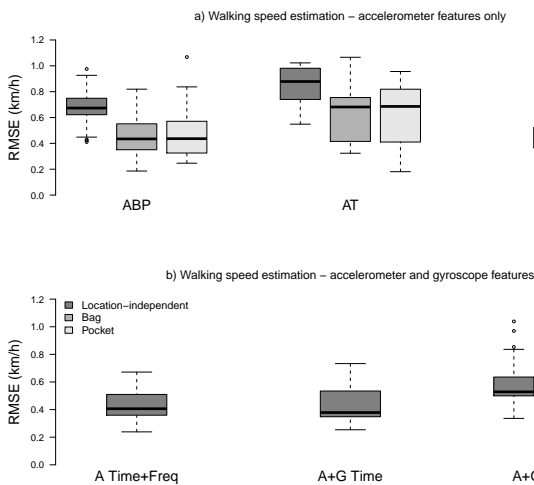 a) Walking speed estimation – accelerometer features only
1.2
1.0
0.8
0.6
0.4
0.2
0.0
RMSE (km/h)
ABP
AT
b) Walking speed estimation – accelerometer and gyroscope features
1.2
1.0
0.8
0.6
0.4
0.2
0.0
RMSE (km/h)
Location−independent
Bag
Pocket
A Time+Freq
A+G Time